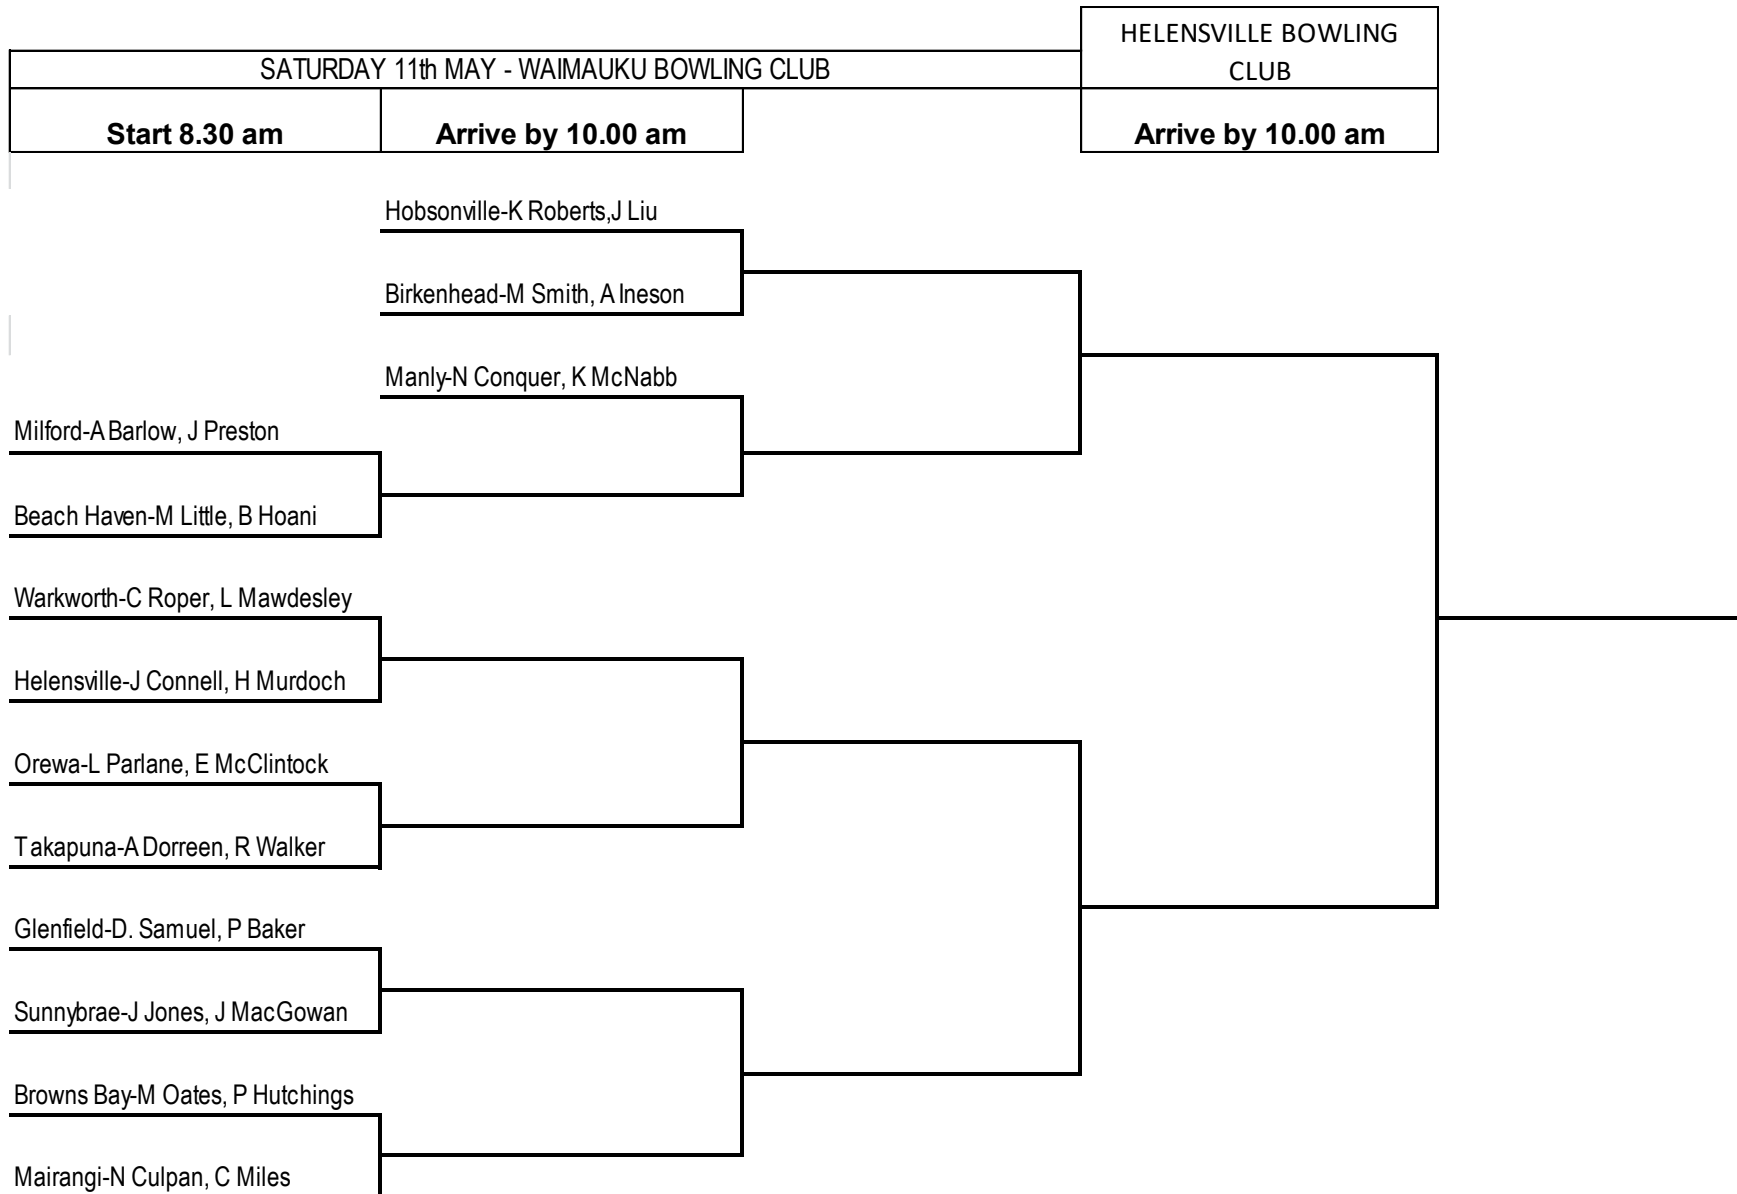 HELENSVILLE BOWLING
CLUB
SATURDAY 11th MAY - WAIMAUKU BOWLING CLUB
Start 8.30 am
Arrive by 10.00 am
Arrive by 10.00 am
Hobsonville-K Roberts,J Liu
Birkenhead-M Smith, A Ineson
Manly-N Conquer, K McNabb
Milford-A Barlow, J Preston
Beach Haven-M Little, B Hoani
Warkworth-C Roper, L Mawdesley
Helensville-J Connell, H Murdoch
Orewa-L Parlane, E McClintock
Takapuna-A Dorreen, R Walker
Glenfield-D. Samuel, P Baker
Sunnybrae-J Jones, J MacGowan
Browns Bay-M Oates, P Hutchings
Mairangi-N Culpan, C Miles